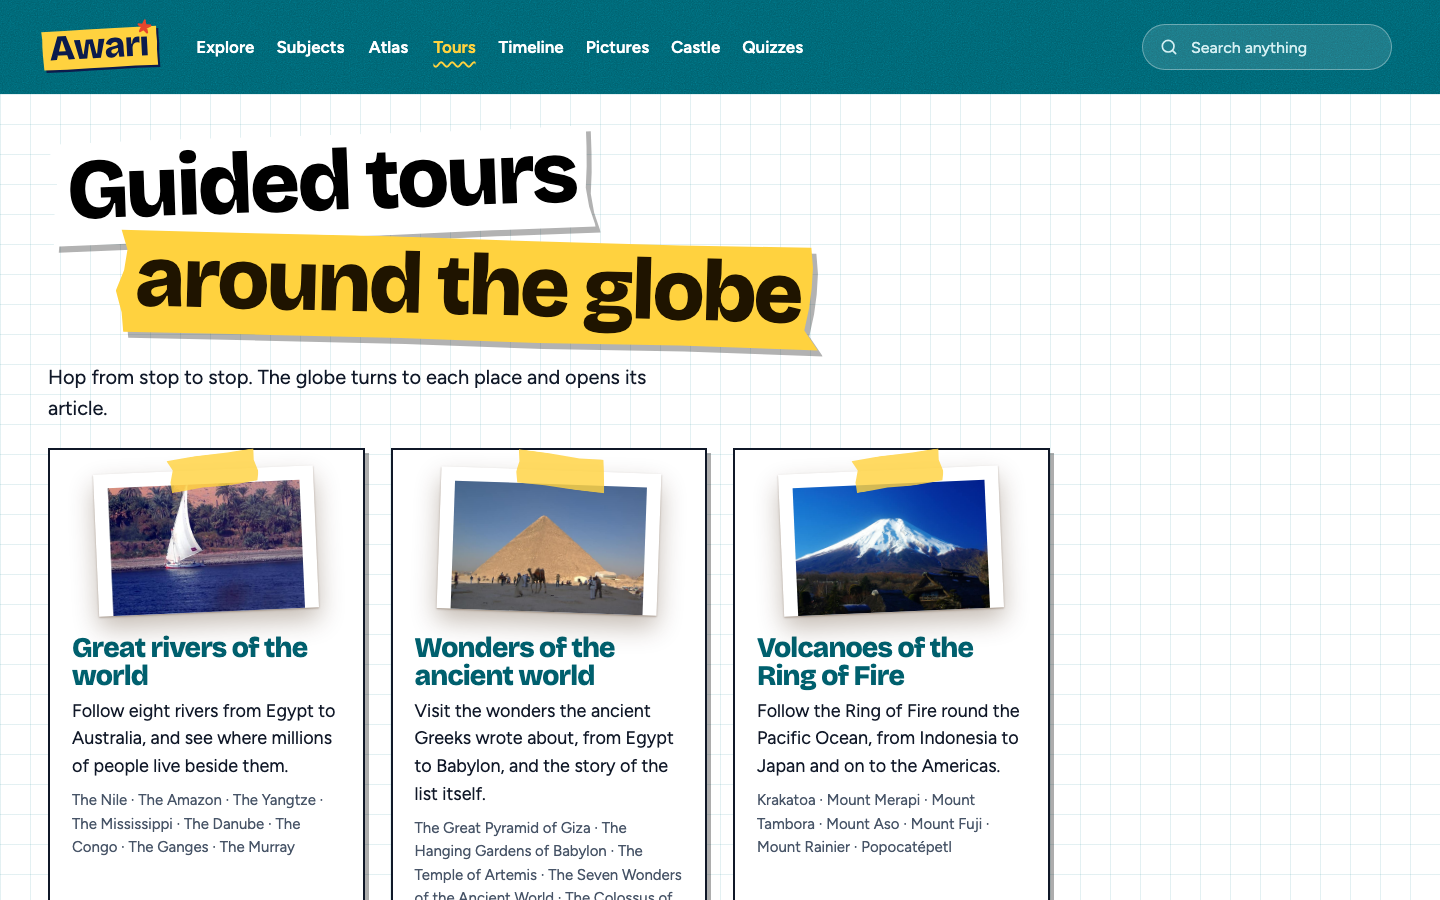 Awari
Explore Subjects Atlas Tours Timeline Pictures Castle Quizzes
Search anything
Guided tours
around the globe
Hop from stop to stop. The globe turns to each place and opens its
article.
Great rivers of the
world
Follow eight rivers from Egypt to
Australia, and see where millions
of people live beside them.
The Nile · The Amazon · The Yangtze ·
The Mississippi · The Danube · The
Congo · The Ganges · The Murray
Wonders of the
ancient world
Visit the wonders the ancient
Greeks wrote about, from Egypt
to Babylon, and the story of the
list itself.
The Great Pyramid of Giza · The
Hanging Gardens of Babylon · The
Temple of Artemis · The Seven Wonders
of the Ancient World · The Colossus of
Volcanoes of the
Ring of Fire
Follow the Ring of Fire round the
Pacific Ocean, from Indonesia to
Japan and on to the Americas.
Krakatoa · Mount Merapi · Mount
Tambora · Mount Aso · Mount Fuji ·
Mount Rainier · Popocatépetl